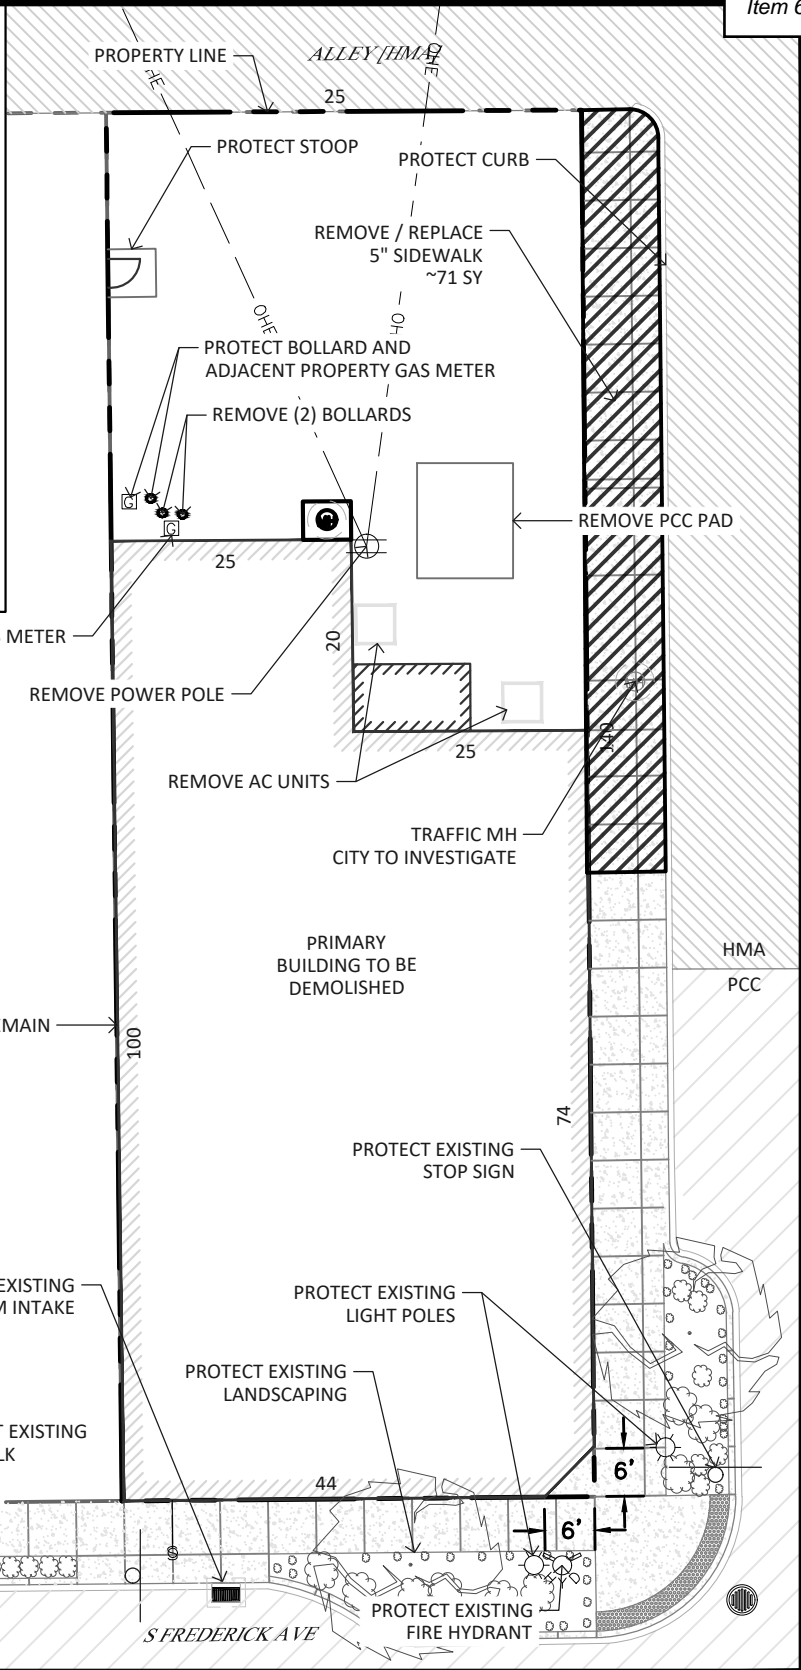 Item 6
PROPERTY LINE
ALLEY [HMA]
OHE
OHE
25
PROTECT STOOP
PROTECT CURB
REMOVE / REPLACE
5" SIDEWALK
~71 SY
OHE
OH
PROTECT BOLLARD AND
ADJACENT PROPERTY GAS METER
REMOVE (2) BOLLARDS
G
G
REMOVE PCC PAD
25
METER
20
REMOVE POWER POLE
25
140
REMOVE AC UNITS
TRAFFIC MH
CITY TO INVESTIGATE
PRIMARY
BUILDING TO BE
DEMOLISHED
HMA
PCC
EMAIN
100
74
PROTECT EXISTING
STOP SIGN
EXISTING
M INTAKE
PROTECT EXISTING
LIGHT POLES
PROTECT EXISTING
LANDSCAPING
T EXISTING
LK
44
6'
6'
S
PROTECT EXISTING
FIRE HYDRANT
S FREDERICK AVE